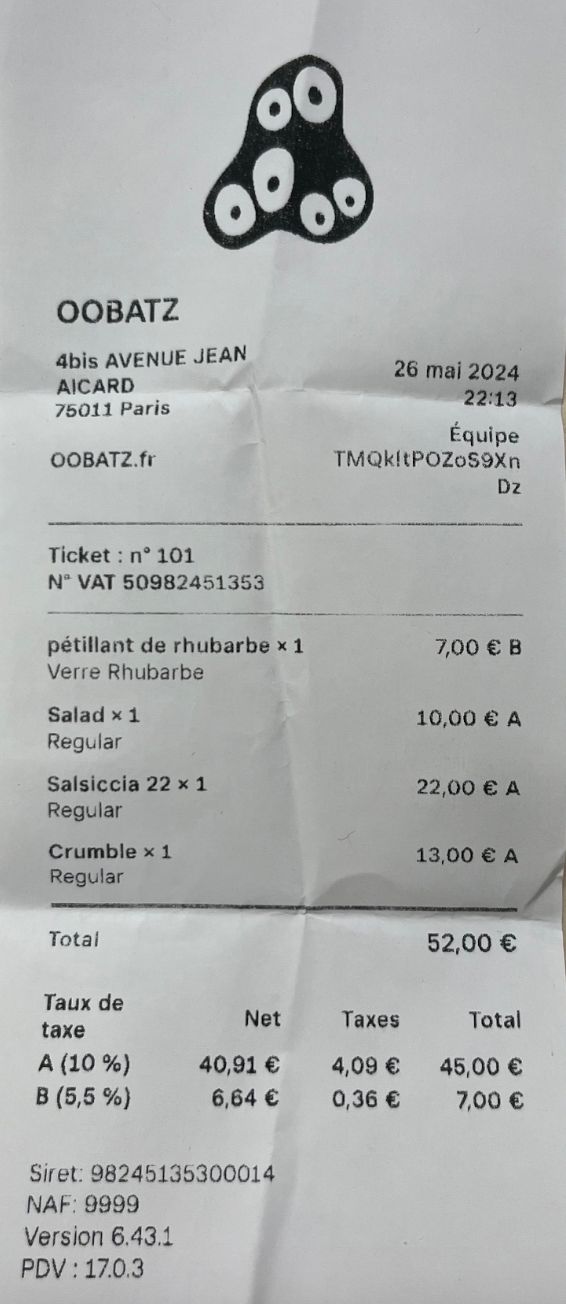 OOBATZ
4bis AVENUE JEAN
AICARD
75011 Paris
OOBATZ.fr
26 mai 2024
22:13
Équipe
TMQkItPOZoS9Xn
Dz
Ticket : n° 101
N° VAT 50982451353
pétillant de rhubarbe × 1 7,00 € B
Verre Rhubarbe
Salad × 1 10,00 € A
Regular
Salsiccia 22 × 1 22,00 € A
Regular
Crumble × 1 13,00 € A
Regular
Total 52,00 €
Taux de
taxe Net Taxes Total
A (10 %) 40,91 € 4,09 € 45,00 €
B (5,5 %) 6,64 € 0,36 € 7,00 €
Siret: 98245135300014
NAF: 9999
Version 6.43.1
PDV : 17.0.3